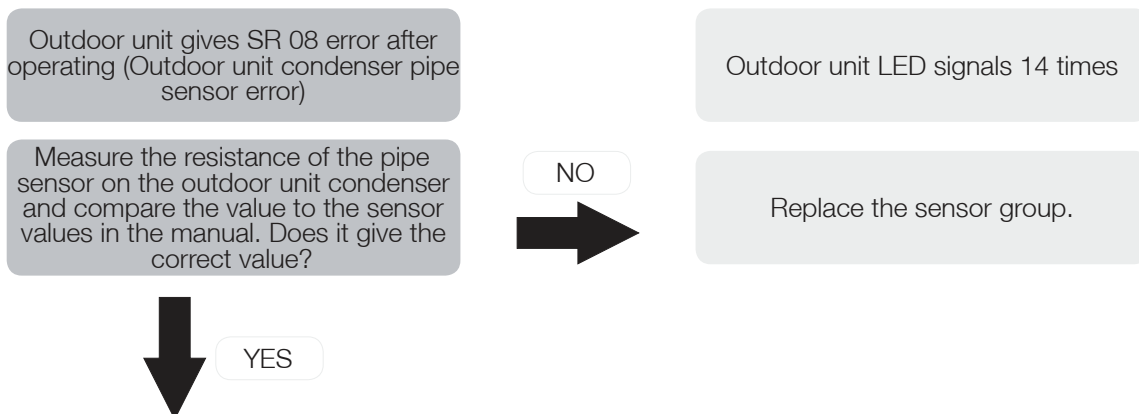 Outdoor unit gives SR 08 error after
operating (Outdoor unit condenser pipe
sensor error)
Outdoor unit LED signals 14 times
Measure the resistance of the pipe
sensor on the outdoor unit condenser
and compare the value to the sensor
values in the manual. Does it give the
correct value?
NO
Replace the sensor group.
YES